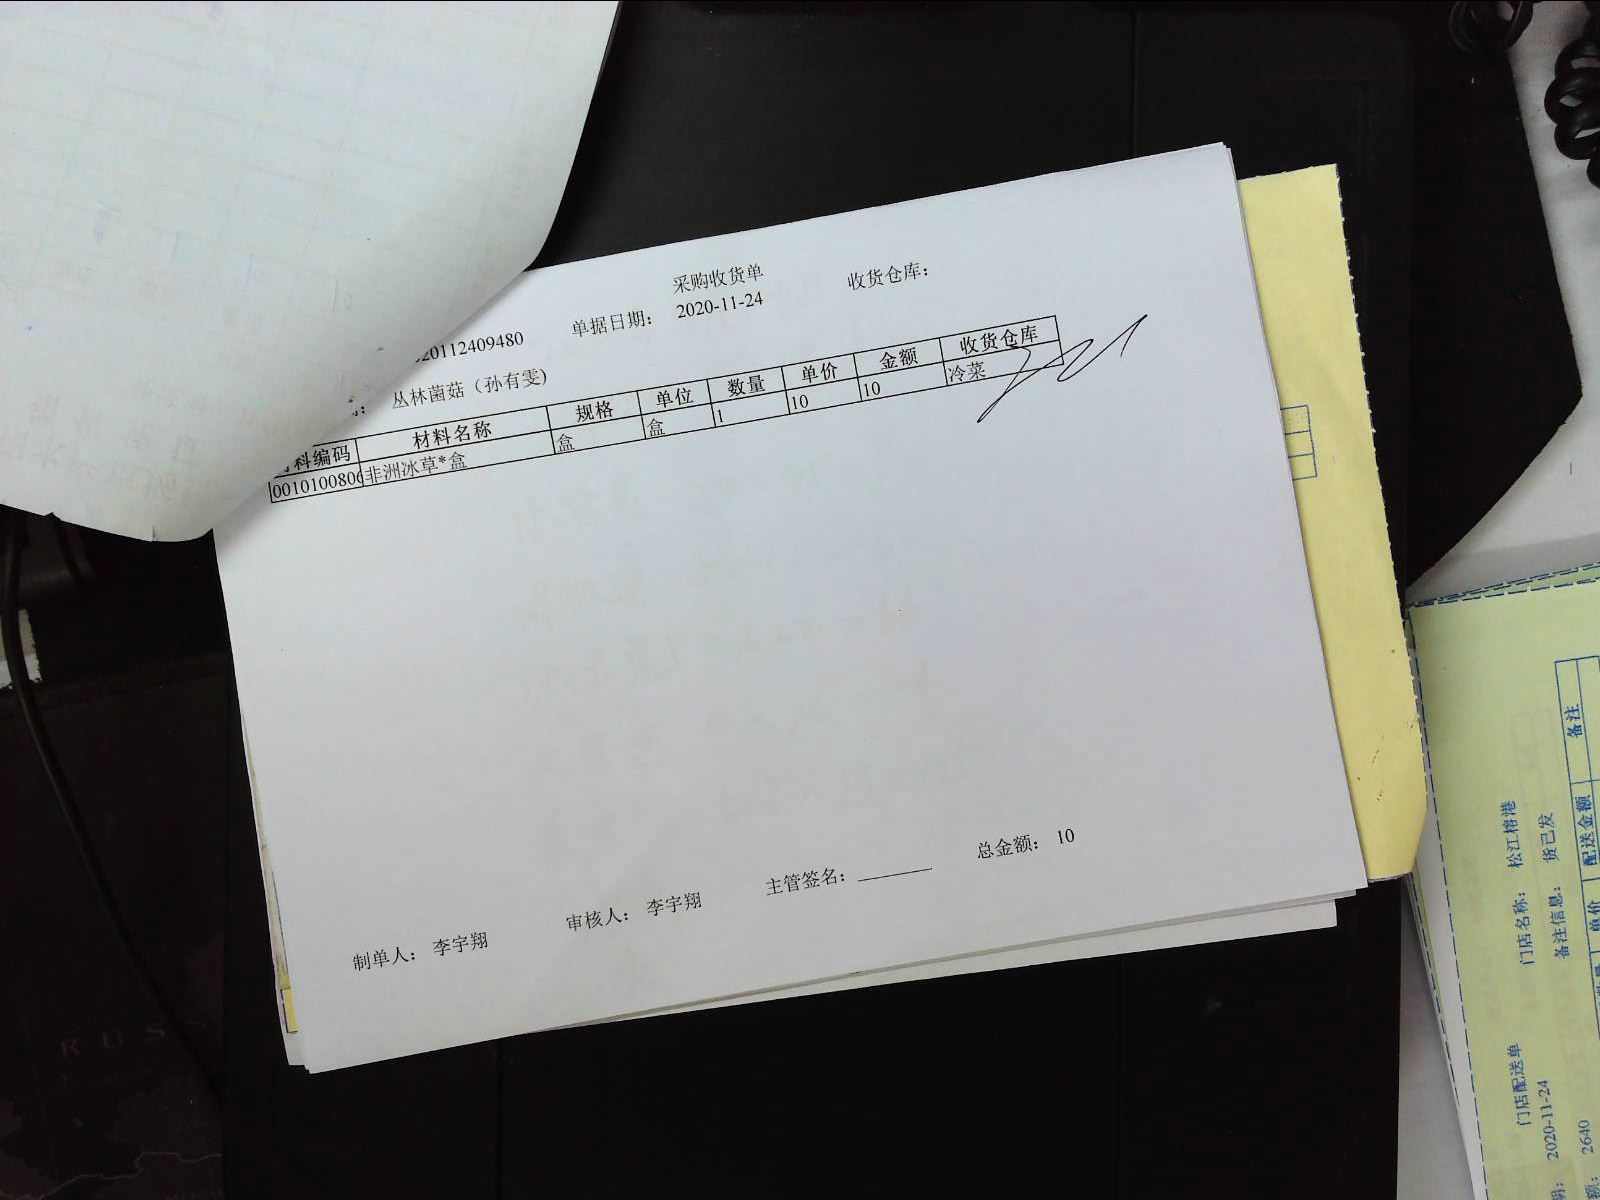 采购收货单
20112409480 单据日期： 2020-11-24 收货仓库：
丛林菌菇（孙有雯)
科编码 材料名称 规格 单位 数量 单价 金额 收货仓库
0010100806 非洲冰草*盒 盒 盒 1 10 10 冷菜
制单人： 李宇翔 审核人： 李宇翔 主管签名： 总金额： 10
门店配送单
2020-11-24
门店名称： 松江榕港
备注信息： 货已发
2640
单价 配送金额 备注
RUS